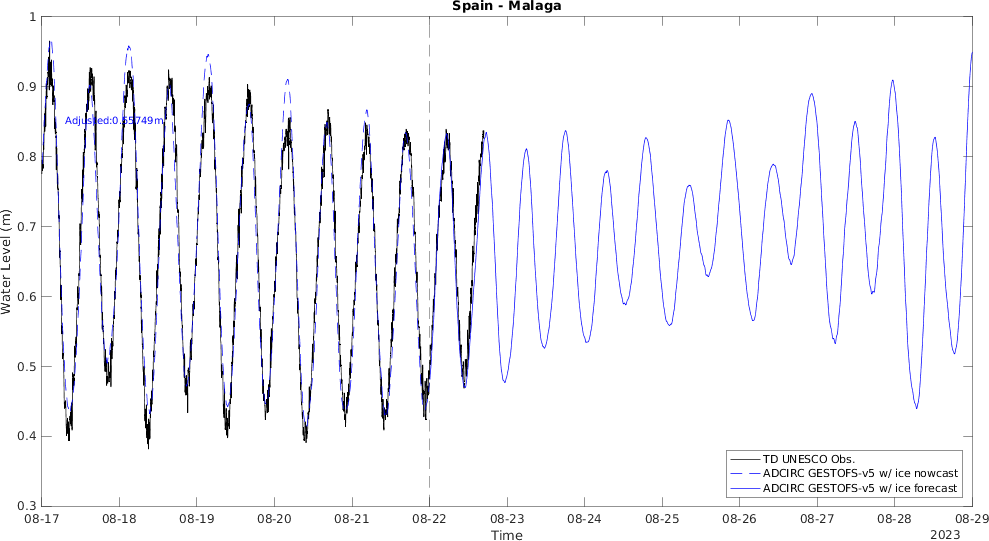 Spain - Malaga
1
0.9
Adjusted:0.65749m
0.8
0.7
0.6
0.5
0.4
0.3
Water Level (m)
TD UNESCO Obs.
ADCIRC GESTOFS-v5 w/ ice nowcast
ADCIRC GESTOFS-v5 w/ ice forecast
08-17 08-18 08-19 08-20 08-21 08-22 08-23 08-24 08-25 08-26 08-27 08-28 08-29
Time
2023